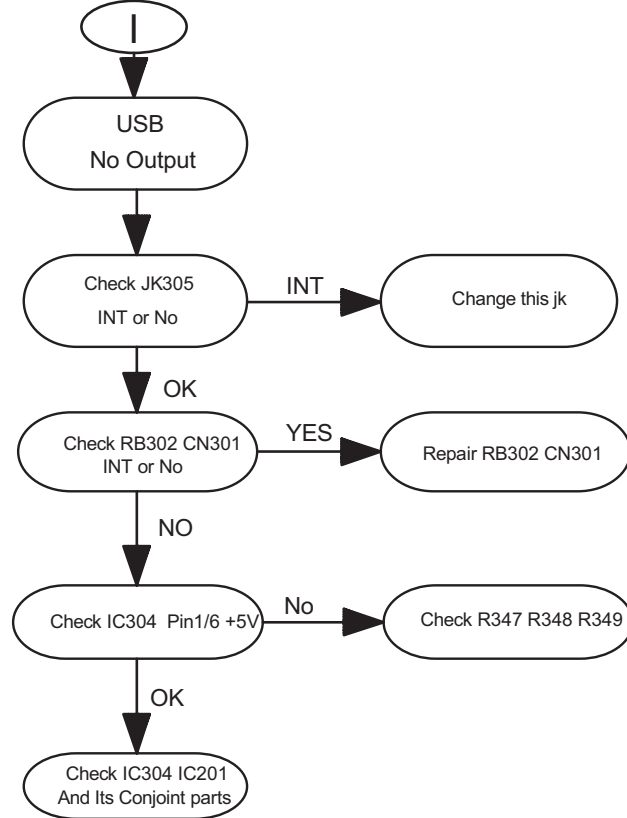 I
USB
No Output
Check JK305
INT or No
INT
Change this jk
OK
Check RB302 CN301
INT or No
YES
Repair RB302 CN301
NO
Check IC304 Pin1/6 +5V
No
Check R347 R348 R349
OK
Check IC304 IC201
And Its Conjoint parts